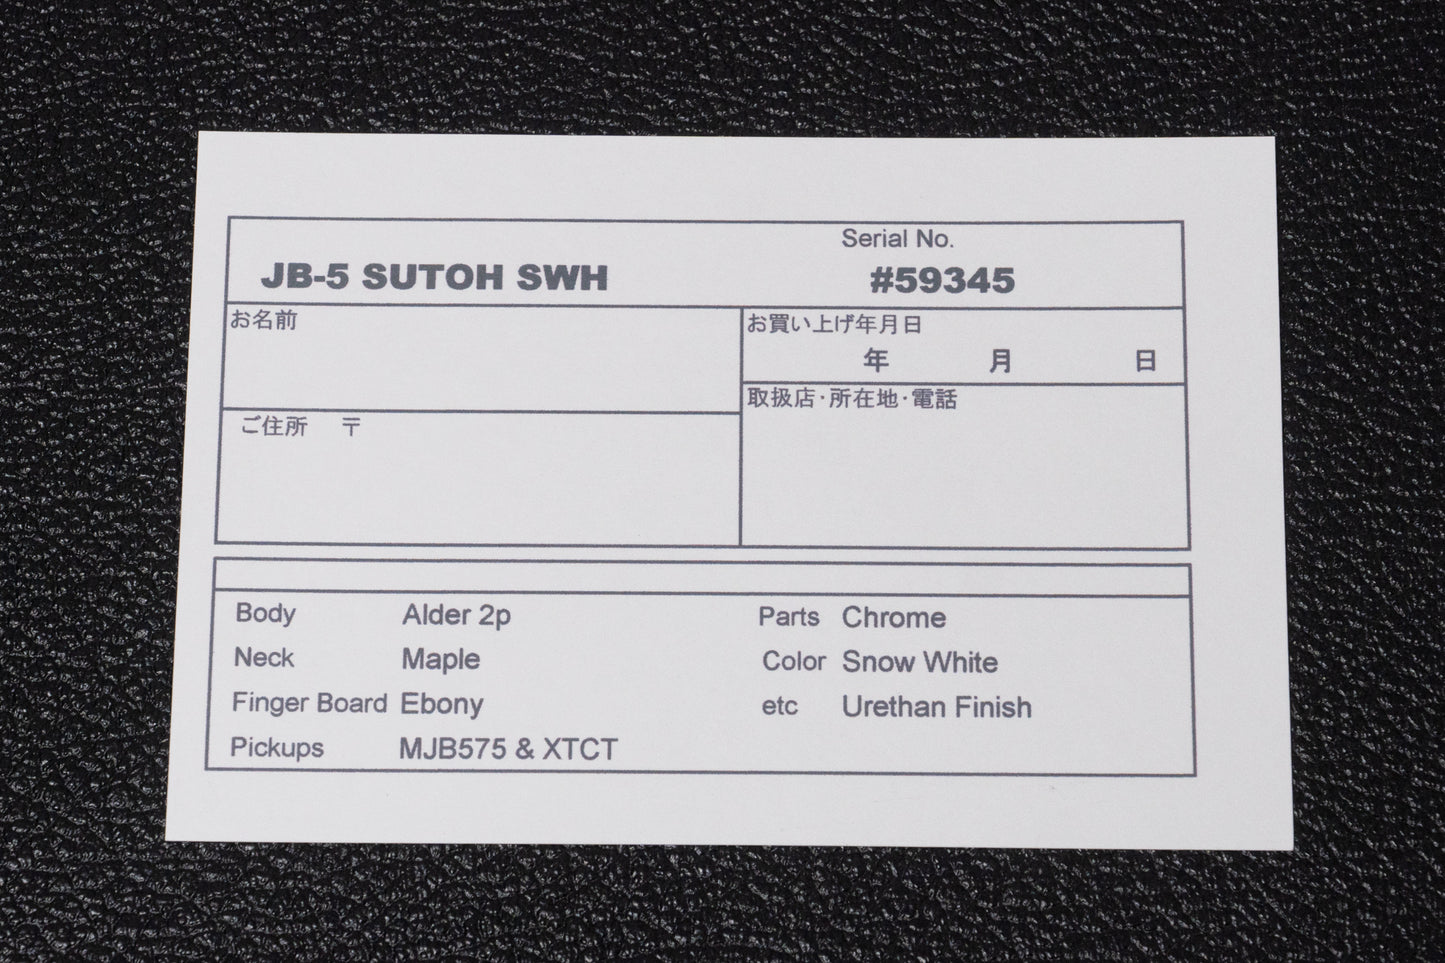 Serial No.
JB-5 SUTOH SWH #59345
お名前
お買い上げ年月日
年 月 日
取扱店・所在地・電話
ご住所 〒
Body Alder 2p
Parts Chrome
Neck Maple
Color Snow White
Finger Board Ebony
etc Urethan Finish
Pickups MJB575 & XTCT